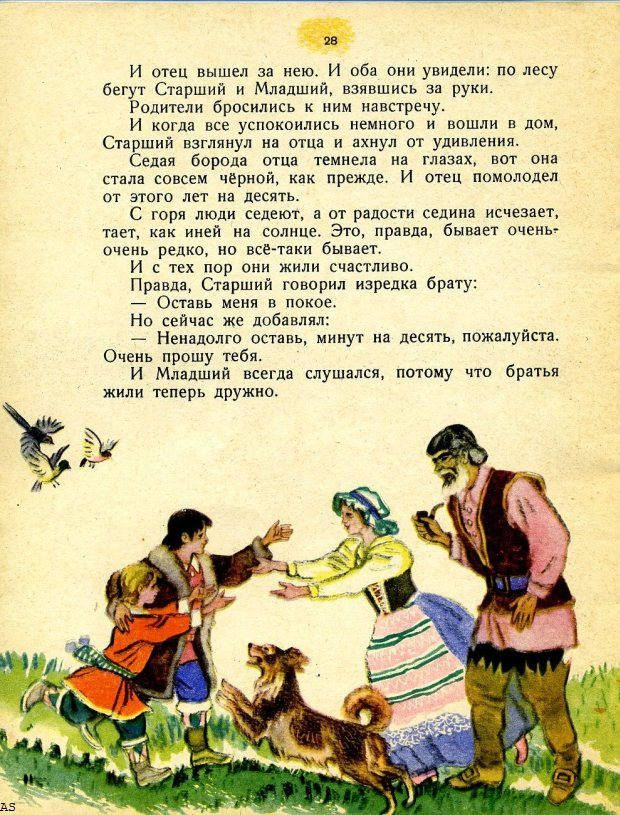 28
И отец вышел за нею. И оба они увидели: по лесу
бегут Старший и Младший, взявшись за руки.
Родители бросились к ним навстречу.
И когда все успокоились немного и вошли в дом,
Старший взглянул на отца и ахнул от удивления.
Седая борода отца темнела на глазах, вот она
стала совсем чёрной, как прежде. И отец помолодел
от этого лет на десять.
С горя люди седеют, а от радости седина исчезает,
тает, как иней на солнце. Это, правда, бывает очень-
очень редко, но всё-таки бывает.
И с тех пор они жили счастливо.
Правда, Старший говорил изредка брату:
— Оставь меня в покое.
Но сейчас же добавлял:
— Ненадолго оставь, минут на десять, пожалуйста.
Очень прошу тебя.
И Младший всегда слушался, потому что братья
жили теперь дружно.
AS